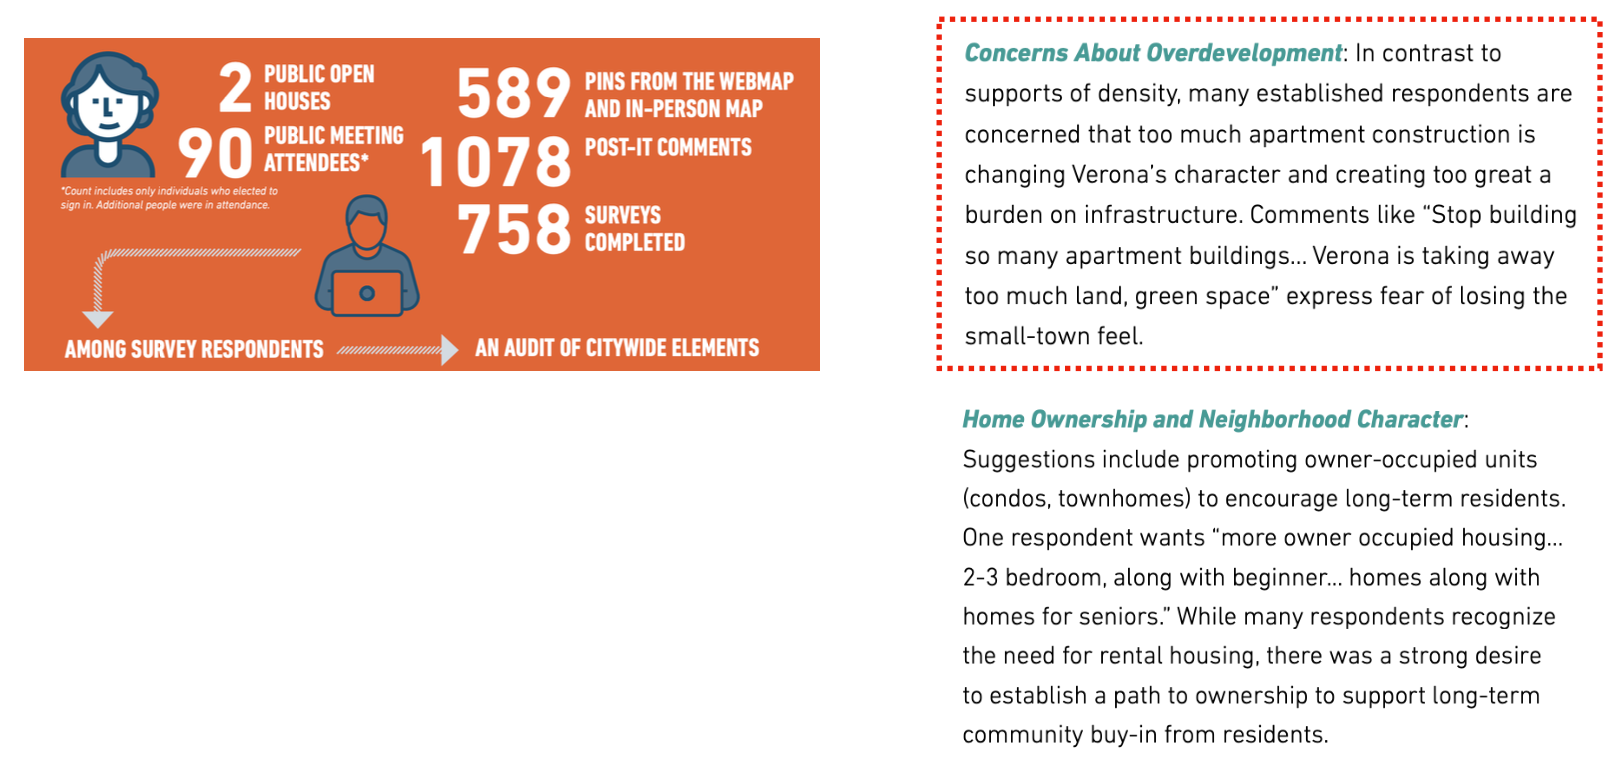 2 PUBLIC OPEN
HOUSES
90 PUBLIC MEETING
ATTENDEES*
*Count includes only individuals who elected to
sign in. Additional people were in attendance.
589 PINS FROM THE WEBMAP
AND IN-PERSON MAP
1078 POST-IT COMMENTS
758 SURVEYS
COMPLETED
AMONG SURVEY RESPONDENTS
AN AUDIT OF CITYWIDE ELEMENTS
Concerns About Overdevelopment: In contrast to
supports of density, many established respondents are
concerned that too much apartment construction is
changing Verona’s character and creating too great a
burden on infrastructure. Comments like “Stop building
so many apartment buildings... Verona is taking away
too much land, green space” express fear of losing the
small-town feel.
Home Ownership and Neighborhood Character:
Suggestions include promoting owner-occupied units
(condos, townhomes) to encourage long-term residents.
One respondent wants “more owner occupied housing...
2-3 bedroom, along with beginner... homes along with
homes for seniors.” While many respondents recognize
the need for rental housing, there was a strong desire
to establish a path to ownership to support long-term
community buy-in from residents.